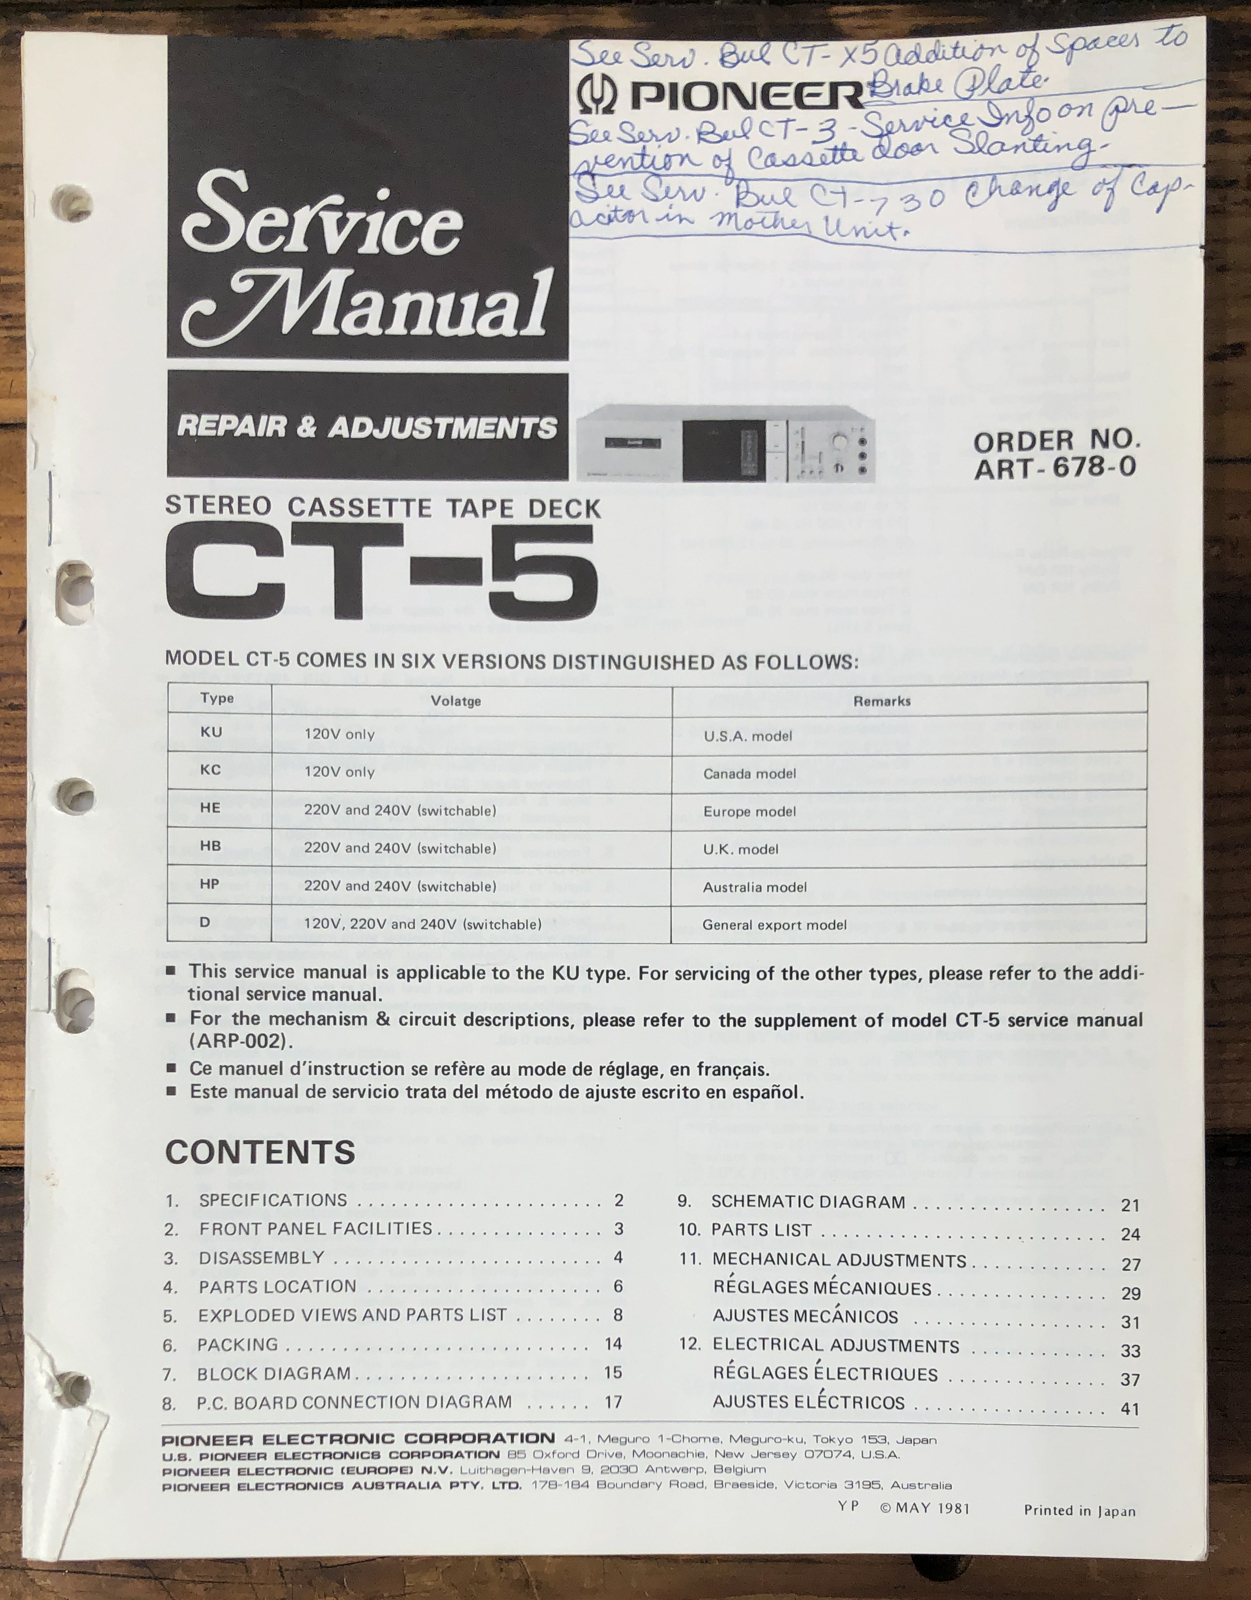 See Serv. Bul CT-X5 Addition of Spaces to
Brake Plate.
PIONEER
See Serv. Bul CT-3 - Service Info on Pre-
vention of Cassette door Slanting-
See Serv. Bul CT-730 Change of Cap-
acitor in Mother Unit.
Service
Manual
REPAIR & ADJUSTMENTS
ORDER NO.
ART-678-0
STEREO CASSETTE TAPE DECK
CT-5
MODEL CT-5 COMES IN SIX VERSIONS DISTINGUISHED AS FOLLOWS:
Type Volatge Remarks
KU 120V only U.S.A. model
KC 120V only Canada model
HE 220V and 240V (switchable) Europe model
HB 220V and 240V (switchable) U.K. model
HP 220V and 240V (switchable) Australia model
D 120V, 220V and 240V (switchable) General export model
■ This service manual is applicable to the KU type. For servicing of the other types, please refer to the addi-
tional service manual.
■ For the mechanism & circuit descriptions, please refer to the supplement of model CT-5 service manual
(ARP-002).
■ Ce manuel d'instruction se refère au mode de réglage, en français.
■ Este manual de servicio trata del método de ajuste escrito en español.
CONTENTS
1. SPECIFICATIONS . . . . . . . . . . . . . . . . . . . . . . 2
2. FRONT PANEL FACILITIES . . . . . . . . . . . . . . . 3
3. DISASSEMBLY . . . . . . . . . . . . . . . . . . . . . . . . 4
4. PARTS LOCATION . . . . . . . . . . . . . . . . . . . . . 6
5. EXPLODED VIEWS AND PARTS LIST . . . . . . . . 8
6. PACKING . . . . . . . . . . . . . . . . . . . . . . . . . . . 14
7. BLOCK DIAGRAM . . . . . . . . . . . . . . . . . . . . . 15
8. P.C. BOARD CONNECTION DIAGRAM . . . . . . 17
9. SCHEMATIC DIAGRAM . . . . . . . . . . . . . . . . . 21
10. PARTS LIST . . . . . . . . . . . . . . . . . . . . . . . . . 24
11. MECHANICAL ADJUSTMENTS . . . . . . . . . . . . 27
RÉGLAGES MÉCANIQUES . . . . . . . . . . . . . . . 29
AJUSTES MECÁNICOS . . . . . . . . . . . . . . . . . . 31
12. ELECTRICAL ADJUSTMENTS . . . . . . . . . . . . 33
RÉGLAGES ÉLECTRIQUES . . . . . . . . . . . . . . 37
AJUSTES ELÉCTRICOS . . . . . . . . . . . . . . . . . 41
PIONEER ELECTRONIC CORPORATION 4-1, Meguro 1-Chome, Meguro-ku, Tokyo 153, Japan
U.S. PIONEER ELECTRONICS CORPORATION 85 Oxford Drive, Moonachie, New Jersey 07074, U.S.A.
PIONEER ELECTRONIC (EUROPE) N.V. Luithagen-Haven 9, 2030 Antwerp, Belgium
PIONEER ELECTRONICS AUSTRALIA PTY. LTD. 178-184 Boundary Road, Braeside, Victoria 3195, Australia
YP © MAY 1981 Printed in Japan